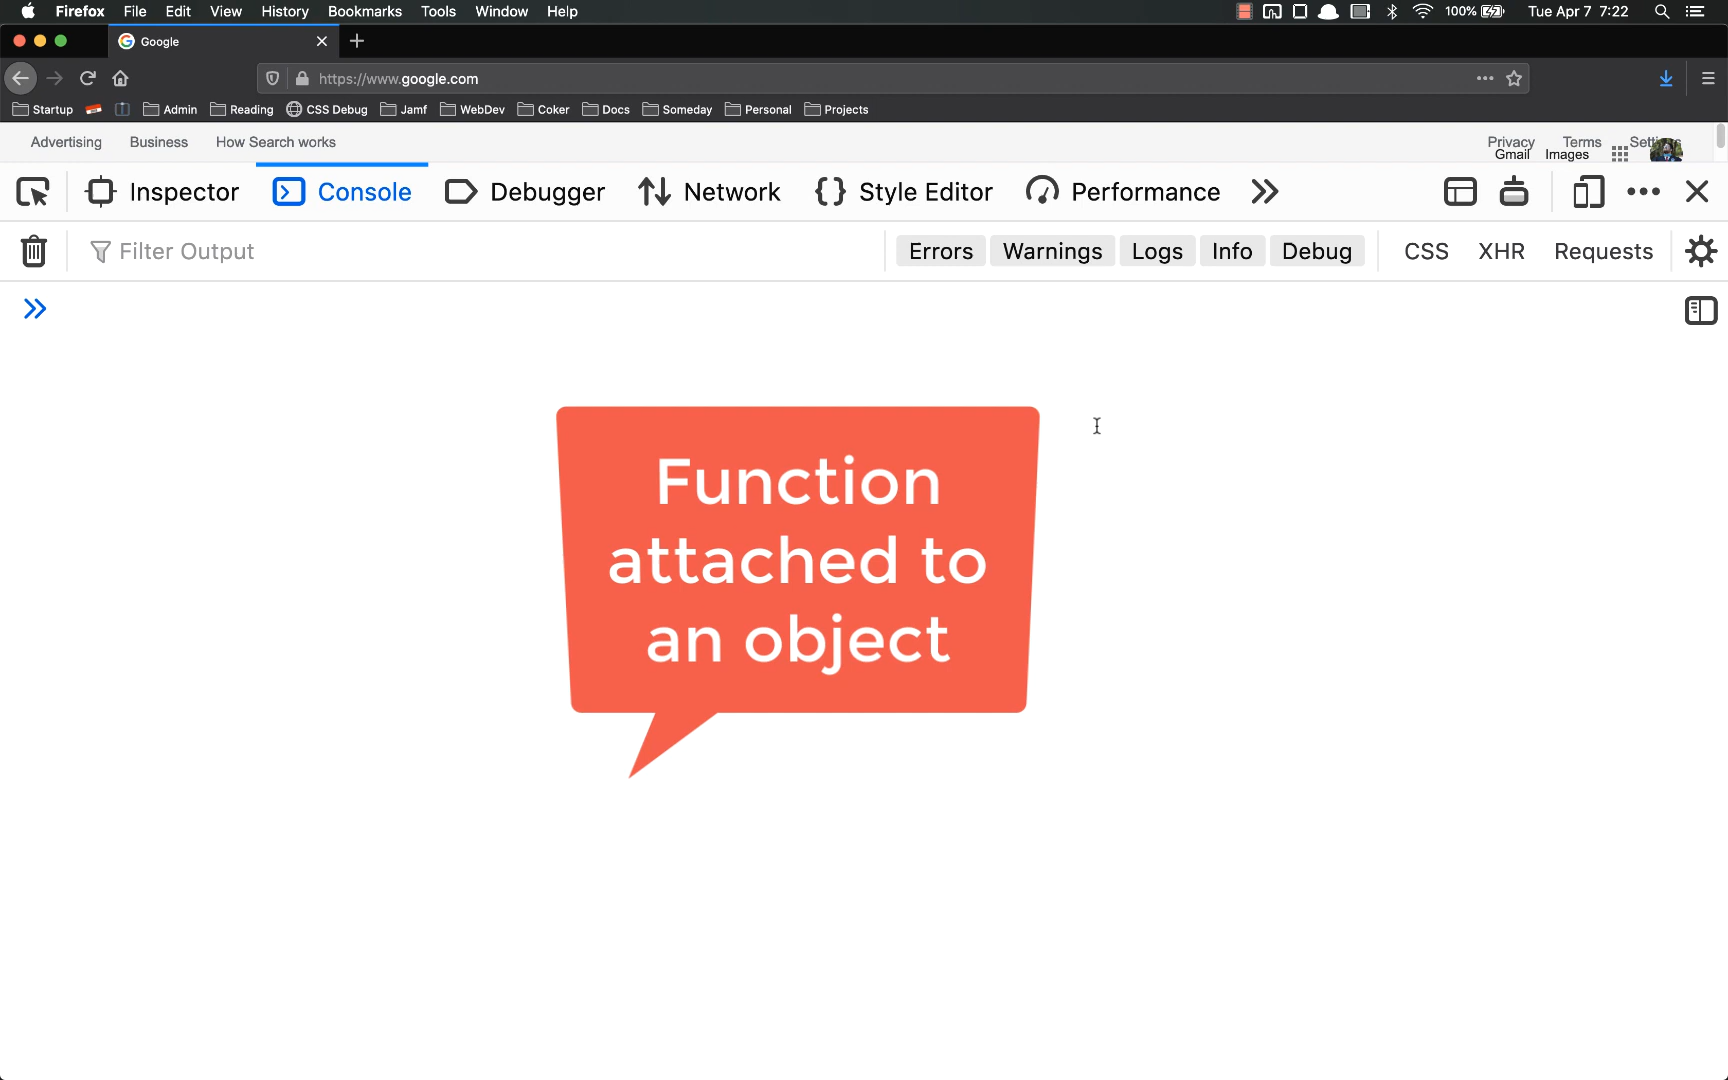 Firefox File Edit View History Bookmarks Tools Window Help 100% Tue Apr 7 7:22
Google
https://www.google.com
Startup Admin Reading CSS Debug Jamf WebDev Coker Docs Someday Personal Projects
Advertising Business How Search works Privacy Terms Settings
Gmail Images
Inspector Console Debugger Network Style Editor Performance
Filter Output Errors Warnings Logs Info Debug CSS XHR Requests
Function
attached to
an object